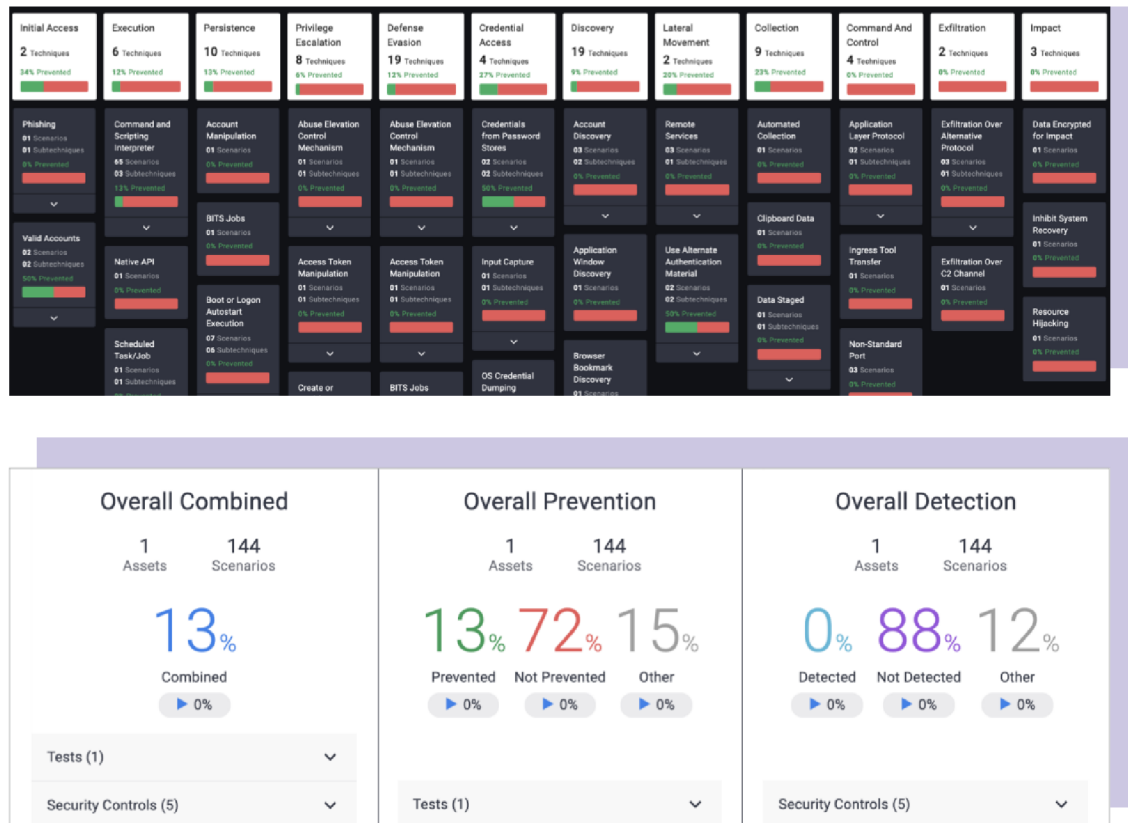 Initial Access
2 Techniques
34% Prevented
Phishing
01 Scenarios
01 Subtechniques
0% Prevented
Valid Accounts
02 Scenarios
02 Subtechniques
50% Prevented
Execution
6 Techniques
12% Prevented
Command and
Scripting
Interpreter
65 Scenarios
03 Subtechniques
13% Prevented
Native API
01 Scenarios
0% Prevented
Scheduled
Task/Job
01 Scenarios
01 Subtechniques
Persistence
10 Techniques
13% Prevented
Account
Manipulation
01 Scenarios
0% Prevented
BITS Jobs
01 Scenarios
0% Prevented
Boot or Logon
Autostart
Execution
07 Scenarios
06 Subtechniques
0% Prevented
Privilege
Escalation
8 Techniques
6% Prevented
Abuse Elevation
Control
Mechanism
01 Scenarios
01 Subtechniques
0% Prevented
Access Token
Manipulation
01 Scenarios
01 Subtechniques
0% Prevented
Create or
Defense
Evasion
19 Techniques
12% Prevented
Abuse Elevation
Control
Mechanism
01 Scenarios
01 Subtechniques
0% Prevented
Access Token
Manipulation
01 Scenarios
01 Subtechniques
0% Prevented
BITS Jobs
Credential
Access
4 Techniques
27% Prevented
Credentials
from Password
Stores
02 Scenarios
02 Subtechniques
50% Prevented
Input Capture
01 Scenarios
01 Subtechniques
0% Prevented
OS Credential
Dumping
Discovery
19 Techniques
9% Prevented
Account
Discovery
03 Scenarios
02 Subtechniques
0% Prevented
Application
Window
Discovery
01 Scenarios
0% Prevented
Browser
Bookmark
Discovery
01 Scenarios
Lateral
Movement
2 Techniques
20% Prevented
Remote
Services
03 Scenarios
01 Subtechniques
0% Prevented
Use Alternate
Authentication
Material
02 Scenarios
02 Subtechniques
50% Prevented
Collection
9 Techniques
23% Prevented
Automated
Collection
01 Scenarios
0% Prevented
Clipboard Data
01 Scenarios
0% Prevented
Data Staged
01 Scenarios
01 Subtechniques
0% Prevented
Command And
Control
4 Techniques
0% Prevented
Application
Layer Protocol
02 Scenarios
01 Subtechniques
0% Prevented
Ingress Tool
Transfer
01 Scenarios
0% Prevented
Non-Standard
Port
03 Scenarios
0% Prevented
Exfiltration
2 Techniques
0% Prevented
Exfiltration Over
Alternative
Protocol
03 Scenarios
01 Subtechniques
0% Prevented
Exfiltration Over
C2 Channel
01 Scenarios
0% Prevented
Impact
3 Techniques
0% Prevented
Data Encrypted
for Impact
01 Scenarios
0% Prevented
Inhibit System
Recovery
01 Scenarios
0% Prevented
Resource
Hijacking
01 Scenarios
0% Prevented
Overall Combined
1 144
Assets Scenarios
13%
Combined
0%
Tests (1)
Security Controls (5)
Overall Prevention
1 144
Assets Scenarios
13% 72% 15%
Prevented Not Prevented Other
0% 0% 0%
Tests (1)
Overall Detection
1 144
Assets Scenarios
0% 88% 12%
Detected Not Detected Other
0% 0% 0%
Security Controls (5)